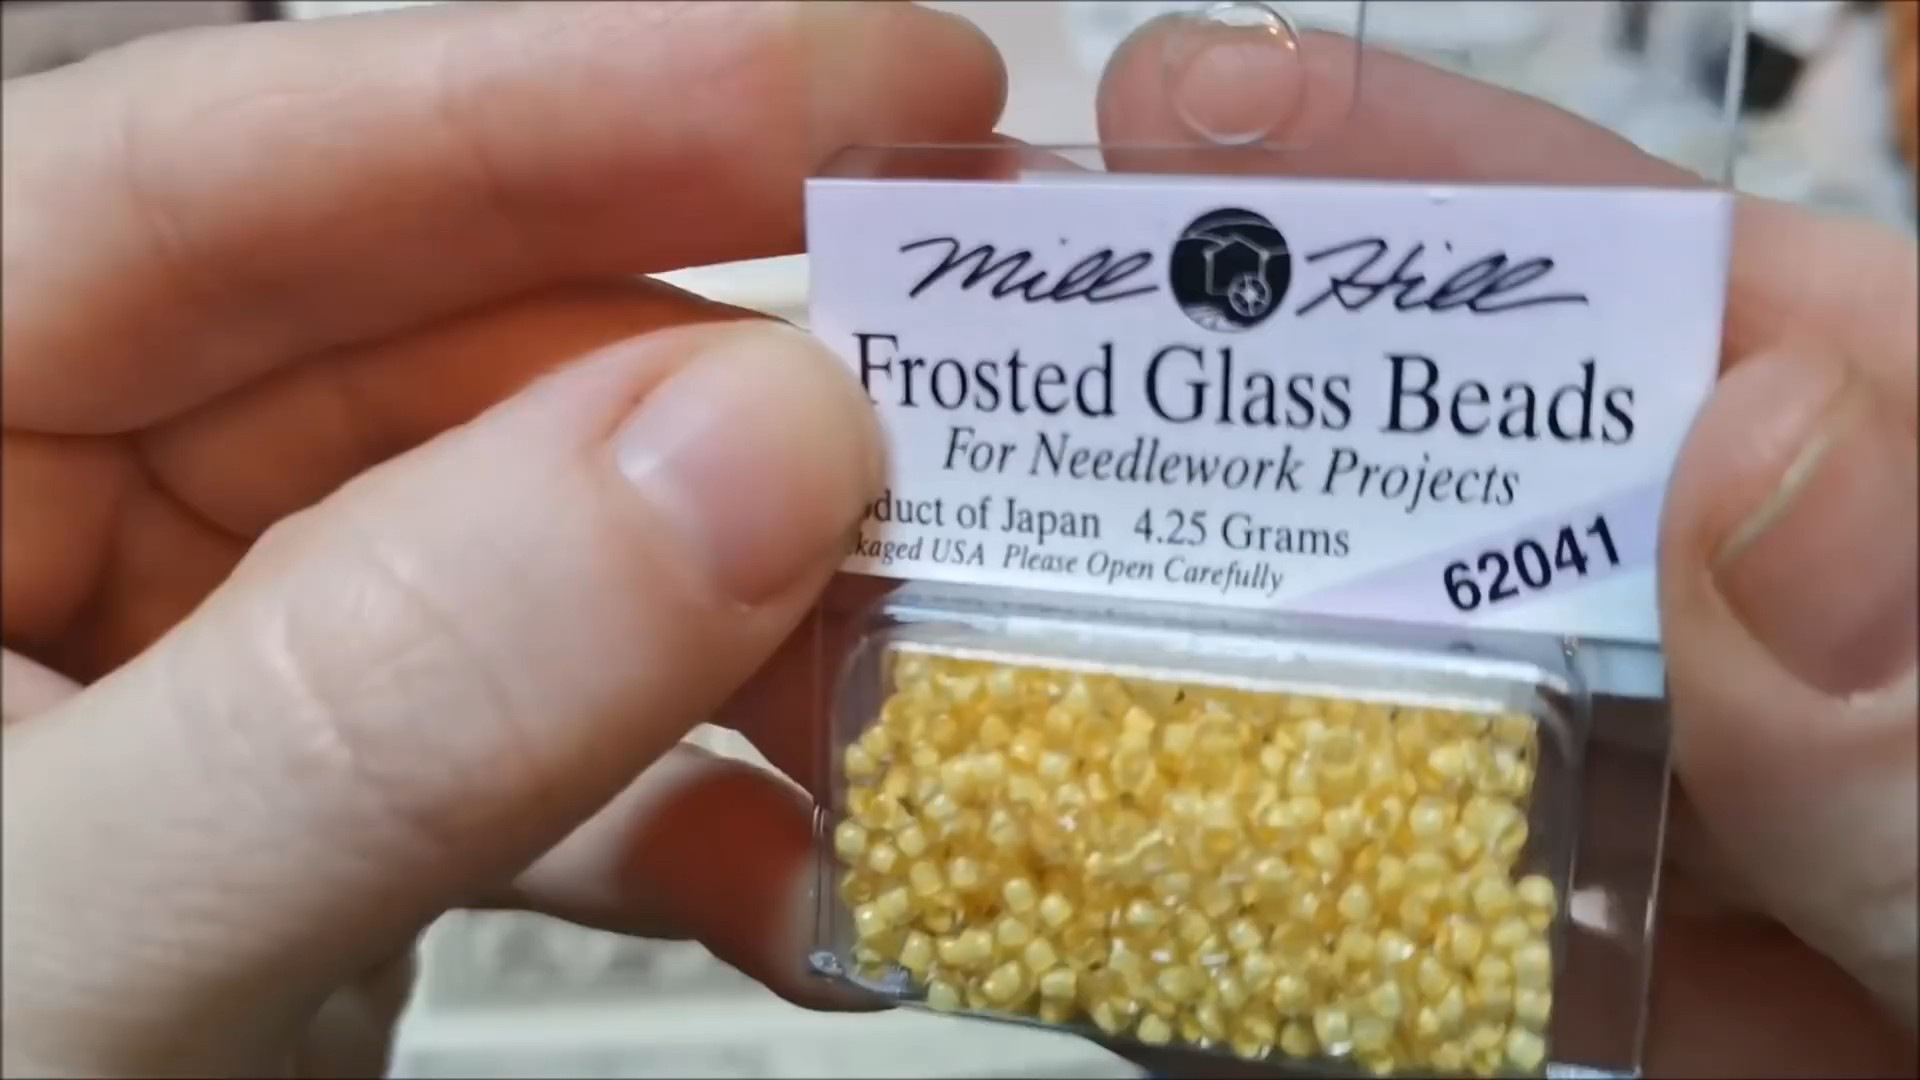 Mill Hill
Frosted Glass Beads
For Needlework Projects
duct of Japan 4.25 Grams
kaged USA Please Open Carefully
62041